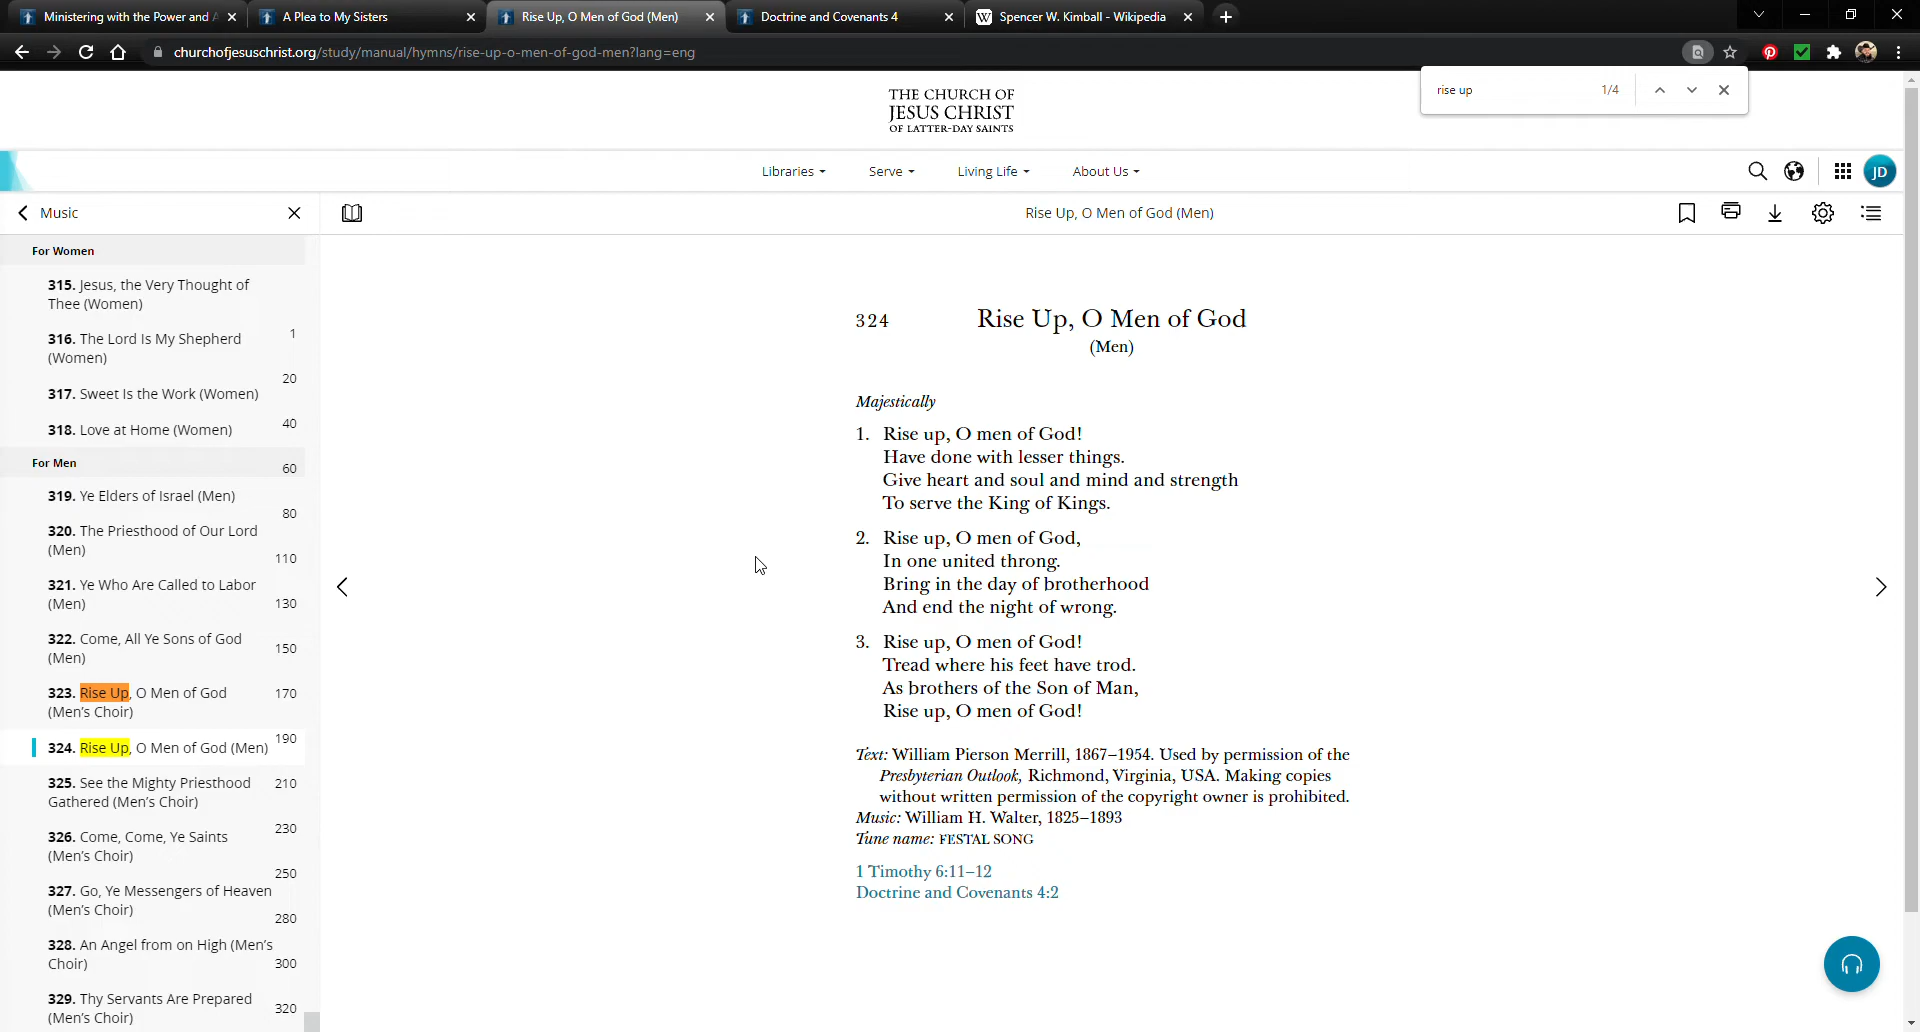 Ministering with the Power and A
A Plea to My Sisters
Rise Up, O Men of God (Men)
Doctrine and Covenants 4
W Spencer W. Kimball - Wikipedia
churchofjesuschrist.org/study/manual/hymns/rise-up-o-men-of-god-men?lang=eng
rise up 1/4
THE CHURCH OF
JESUS CHRIST
OF LATTER-DAY SAINTS
Libraries Serve Living Life About Us
JD
Music
Rise Up, O Men of God (Men)
For Women
315. Jesus, the Very Thought of
Thee (Women)
316. The Lord Is My Shepherd
(Women)
317. Sweet Is the Work (Women)
318. Love at Home (Women)
For Men
319. Ye Elders of Israel (Men)
320. The Priesthood of Our Lord
(Men)
321. Ye Who Are Called to Labor
(Men)
322. Come, All Ye Sons of God
(Men)
323. Rise Up, O Men of God
(Men's Choir)
324. Rise Up, O Men of God (Men)
325. See the Mighty Priesthood
Gathered (Men's Choir)
326. Come, Come, Ye Saints
(Men's Choir)
327. Go, Ye Messengers of Heaven
(Men's Choir)
328. An Angel from on High (Men's
Choir)
329. Thy Servants Are Prepared
(Men's Choir)
1
20
40
60
80
110
130
150
170
190
210
230
250
280
300
320
324 Rise Up, O Men of God
(Men)
Majestically
1. Rise up, O men of God!
Have done with lesser things.
Give heart and soul and mind and strength
To serve the King of Kings.
2. Rise up, O men of God,
In one united throng.
Bring in the day of brotherhood
And end the night of wrong.
3. Rise up, O men of God!
Tread where his feet have trod.
As brothers of the Son of Man,
Rise up, O men of God!
Text: William Pierson Merrill, 1867–1954. Used by permission of the
Presbyterian Outlook, Richmond, Virginia, USA. Making copies
without written permission of the copyright owner is prohibited.
Music: William H. Walter, 1825–1893
Tune name: FESTAL SONG
1 Timothy 6:11–12
Doctrine and Covenants 4:2